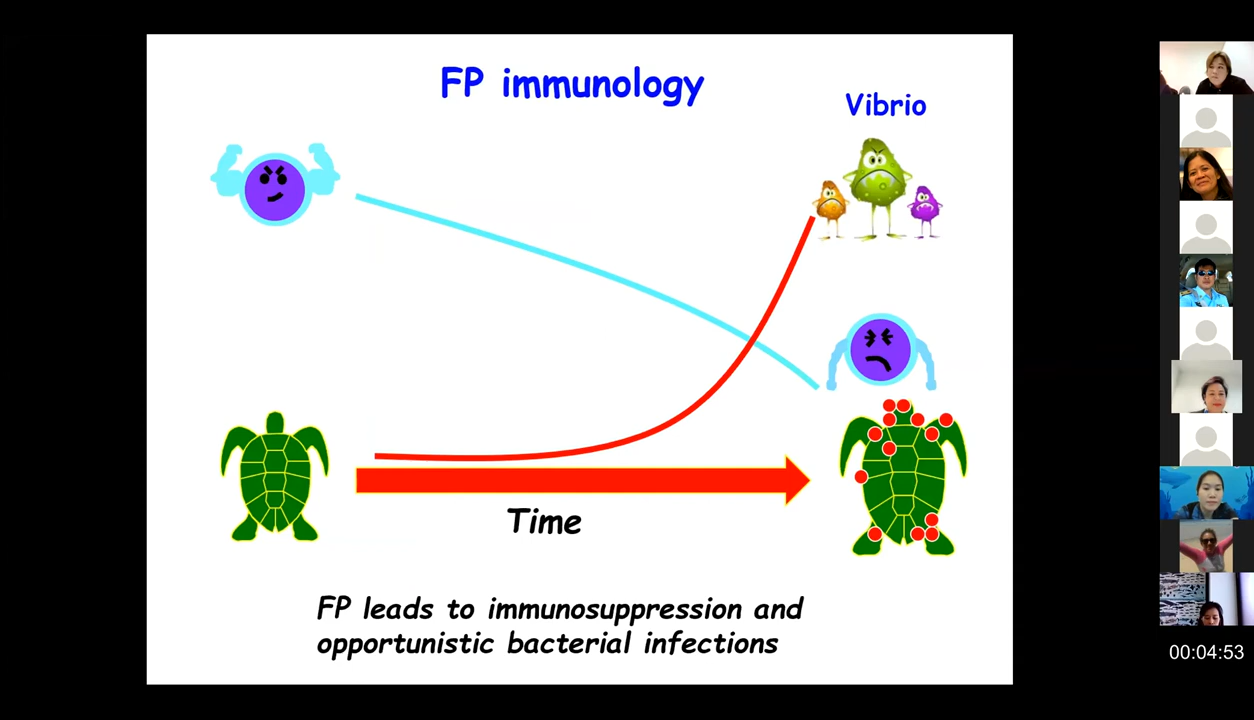 FP immunology
Vibrio
Time
FP leads to immunosuppression and
opportunistic bacterial infections
00:04:53